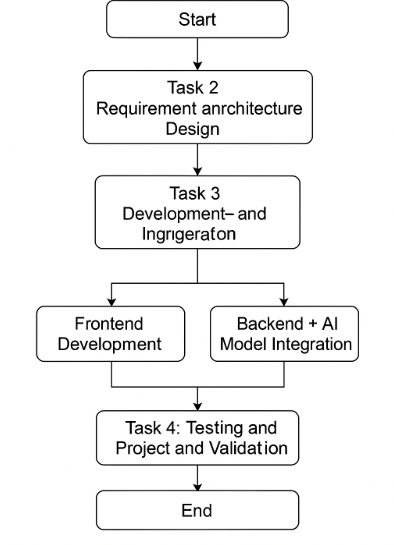 Start
Task 2
Requirement anrchitecture
Design
Task 3
Development– and
Ingrıgeraton
Frontend
Development
Backend + AI
Model Integration
Task 4: Testing and
Project and Validation
End